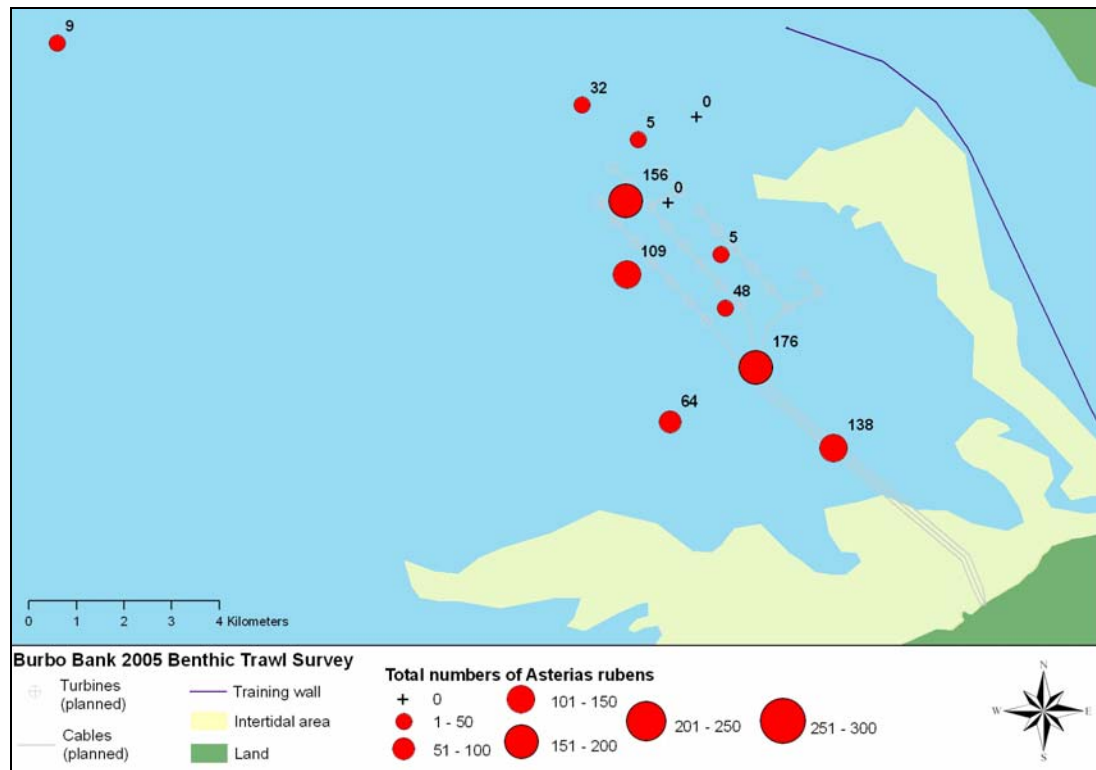 9
32
0
5
156
0
5
109
48
176
64
138
0 1 2 3 4 Kilometers
Burbo Bank 2005 Benthic Trawl Survey
Turbines
(planned)
Cables
(planned)
Training wall
Intertidal area
Land
Total numbers of Asterias rubens
0
1 - 50
51 - 100
101 - 150
151 - 200
201 - 250
251 - 300
N
W E
S